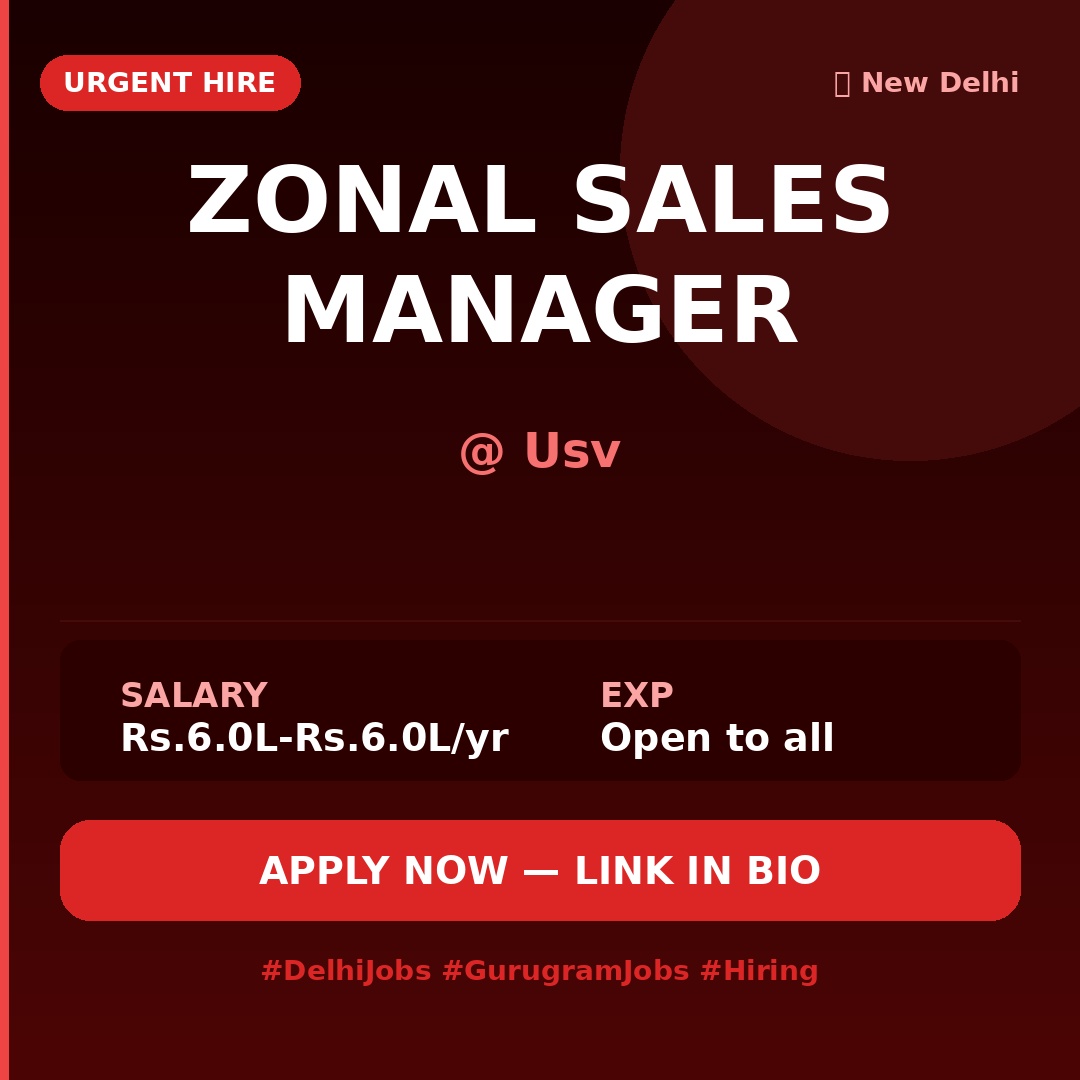 URGENT HIRE
New Delhi
ZONAL SALES
MANAGER
@ Usv
SALARY
Rs.6.0L-Rs.6.0L/yr
EXP
Open to all
APPLY NOW — LINK IN BIO
#DelhiJobs #GurugramJobs #Hiring